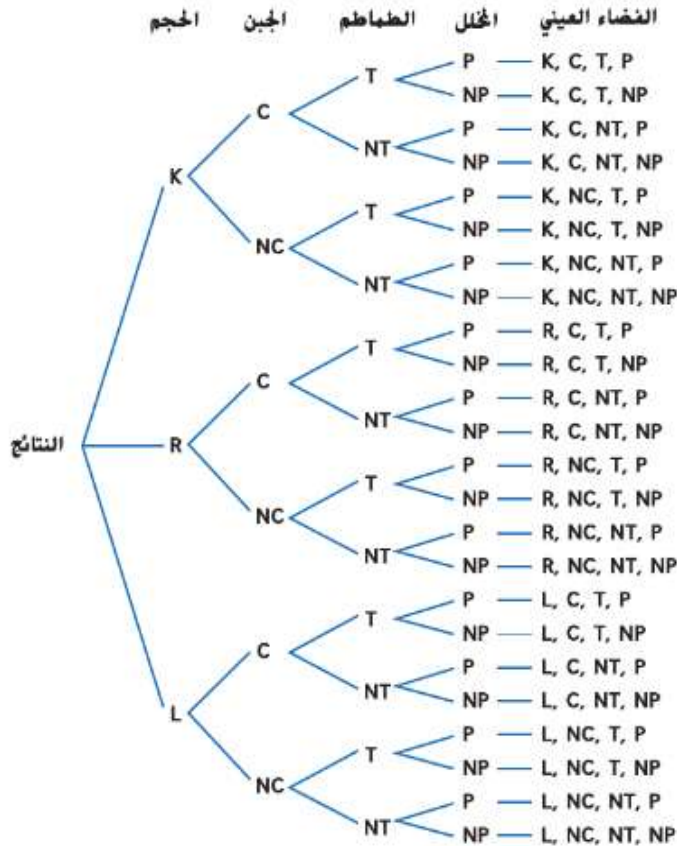 الحجم الجبن الطماطم المخلل الفضاء العيني
P — K, C, T, P
T
NP — K, C, T, NP
C
P — K, C, NT, P
NT
NP — K, C, NT, NP
K
P — K, NC, T, P
T
NP — K, NC, T, NP
NC
P — K, NC, NT, P
NT
NP — K, NC, NT, NP
P — R, C, T, P
T
NP — R, C, T, NP
C
P — R, C, NT, P
NT
NP — R, C, NT, NP
النتائج R
P — R, NC, T, P
T
NP — R, NC, T, NP
NC
P — R, NC, NT, P
NT
NP — R, NC, NT, NP
P — L, C, T, P
T
NP — L, C, T, NP
C
P — L, C, NT, P
NT
NP — L, C, NT, NP
L
P — L, NC, T, P
T
NP — L, NC, T, NP
NC
P — L, NC, NT, P
NT
NP — L, NC, NT, NP